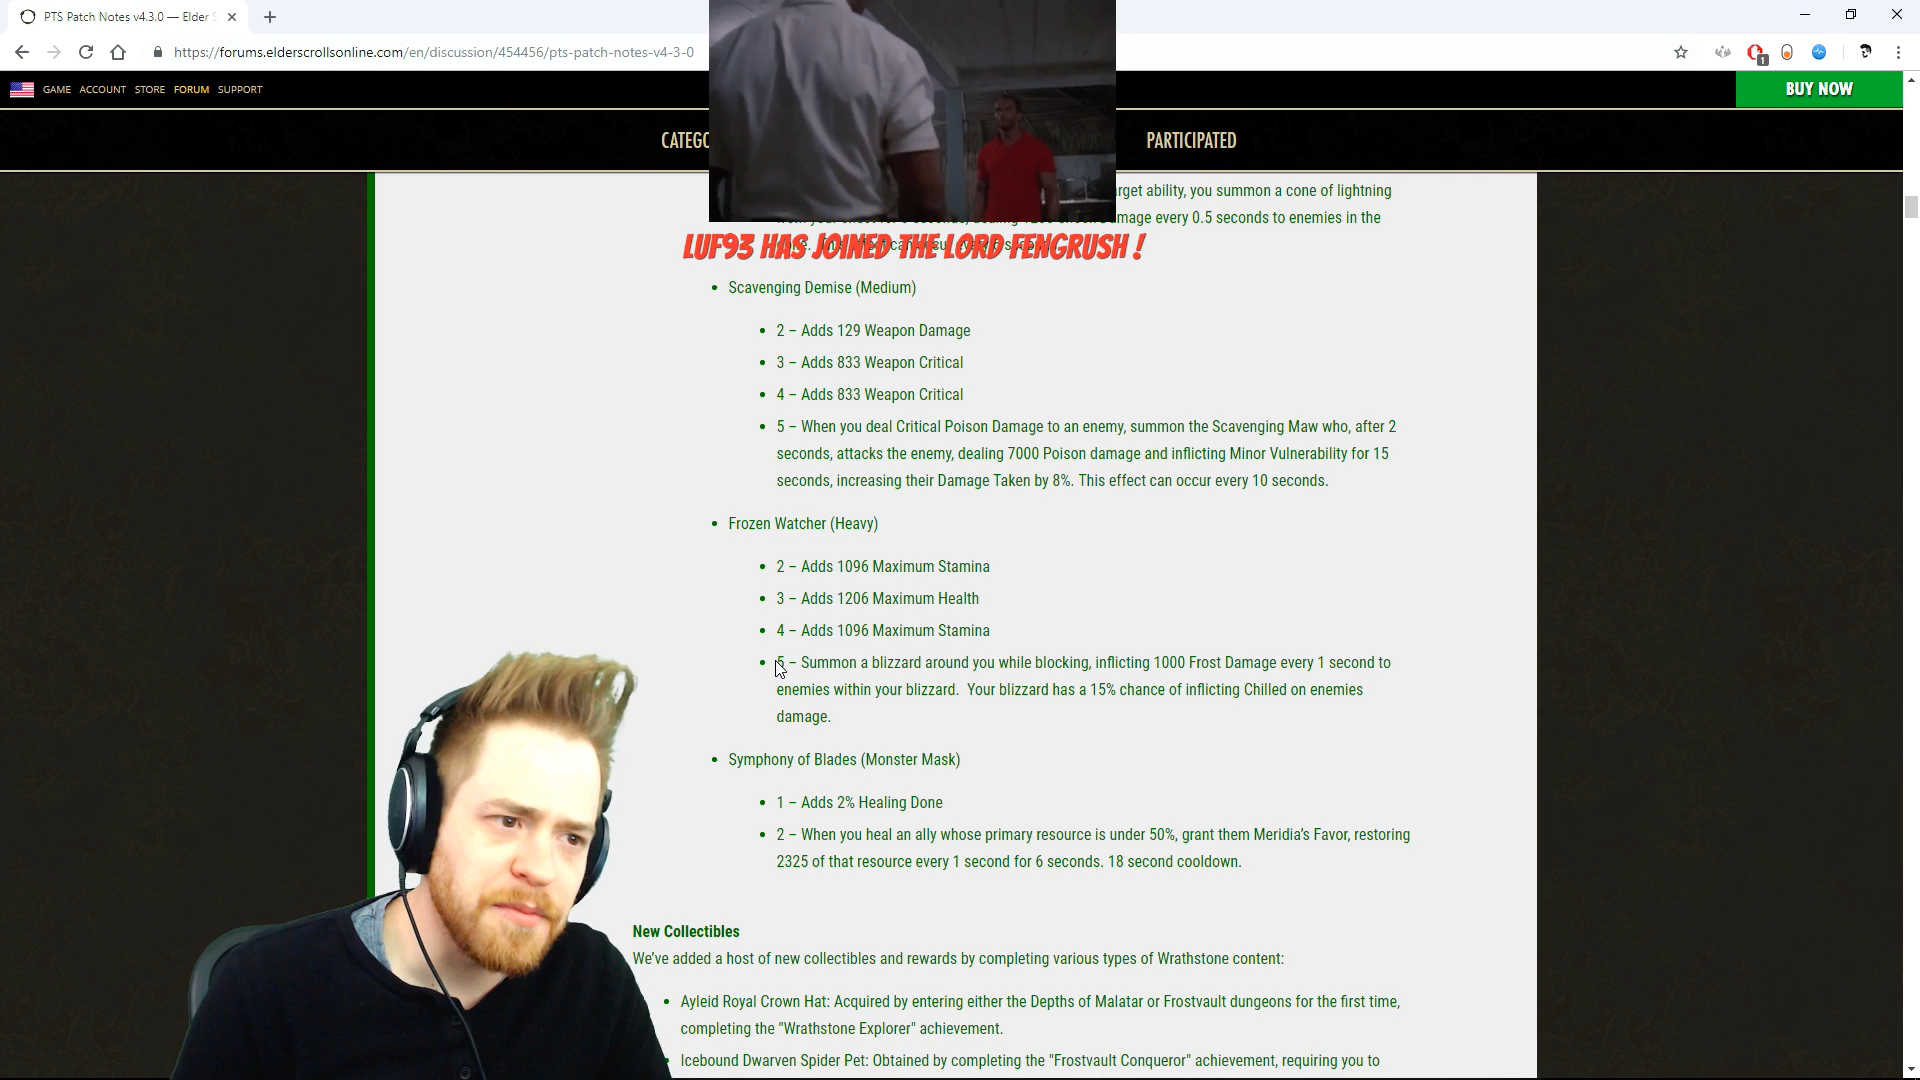 PTS Patch Notes v4.3.0 — Elder S
https://forums.elderscrollsonline.com/en/discussion/454456/pts-patch-notes-v4-3-0
1
GAME ACCOUNT STORE FORUM SUPPORT
BUY NOW
CATEGO
PARTICIPATED
rget ability, you summon a cone of lightning
mage every 0.5 seconds to enemies in the
LUF93 HAS JOINED THE LORD FENGRUSH !
• Scavenging Demise (Medium)
• 2 – Adds 129 Weapon Damage
• 3 – Adds 833 Weapon Critical
• 4 – Adds 833 Weapon Critical
• 5 – When you deal Critical Poison Damage to an enemy, summon the Scavenging Maw who, after 2
seconds, attacks the enemy, dealing 7000 Poison damage and inflicting Minor Vulnerability for 15
seconds, increasing their Damage Taken by 8%. This effect can occur every 10 seconds.
• Frozen Watcher (Heavy)
• 2 – Adds 1096 Maximum Stamina
• 3 – Adds 1206 Maximum Health
• 4 – Adds 1096 Maximum Stamina
• 5 – Summon a blizzard around you while blocking, inflicting 1000 Frost Damage every 1 second to
enemies within your blizzard. Your blizzard has a 15% chance of inflicting Chilled on enemies
damage.
• Symphony of Blades (Monster Mask)
• 1 – Adds 2% Healing Done
• 2 – When you heal an ally whose primary resource is under 50%, grant them Meridia's Favor, restoring
2325 of that resource every 1 second for 6 seconds. 18 second cooldown.
New Collectibles
We've added a host of new collectibles and rewards by completing various types of Wrathstone content:
• Ayleid Royal Crown Hat: Acquired by entering either the Depths of Malatar or Frostvault dungeons for the first time,
completing the "Wrathstone Explorer" achievement.
• Icebound Dwarven Spider Pet: Obtained by completing the "Frostvault Conqueror" achievement, requiring you to